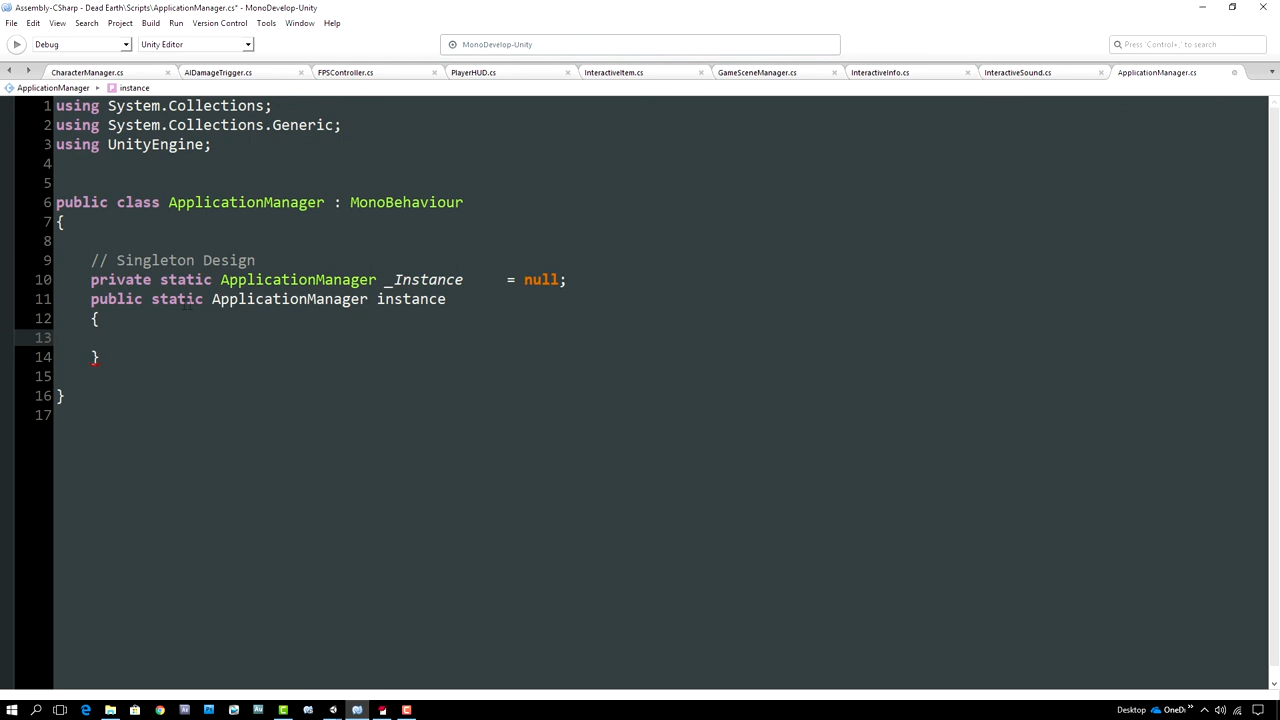 Assembly-CSharp - Dead Earth\Scripts\ApplicationManager.cs* - MonoDevelop-Unity
File Edit View Search Project Build Run Version Control Tools Window Help
Debug Unity Editor MonoDevelop-Unity Press 'Control+,' to search
CharacterManager.cs AIDamageTrigger.cs FPSController.cs PlayerHUD.cs InteractiveItem.cs GameSceneManager.cs InteractiveInfo.cs InteractiveSound.cs ApplicationManager.cs
ApplicationManager instance
1 using System.Collections;
2 using System.Collections.Generic;
3 using UnityEngine;
4
5
6 public class ApplicationManager : MonoBehaviour
7 {
8
9 // Singleton Design
10 private static ApplicationManager _Instance = null;
11 public static ApplicationManager instance
12 {
13
14 }
15
16 }
17
Desktop OneDr